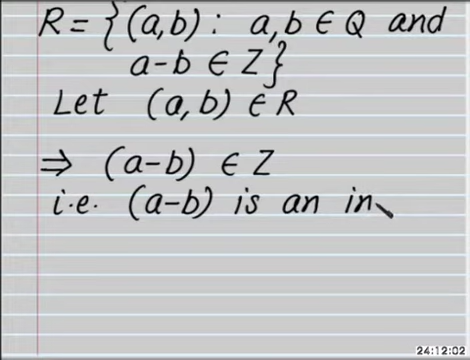 R = {(a,b) : a,b ∈ Q and
a-b ∈ Z}
Let (a,b) ∈ R
⇒ (a-b) ∈ Z
i.e. (a-b) is an in
24:12:02